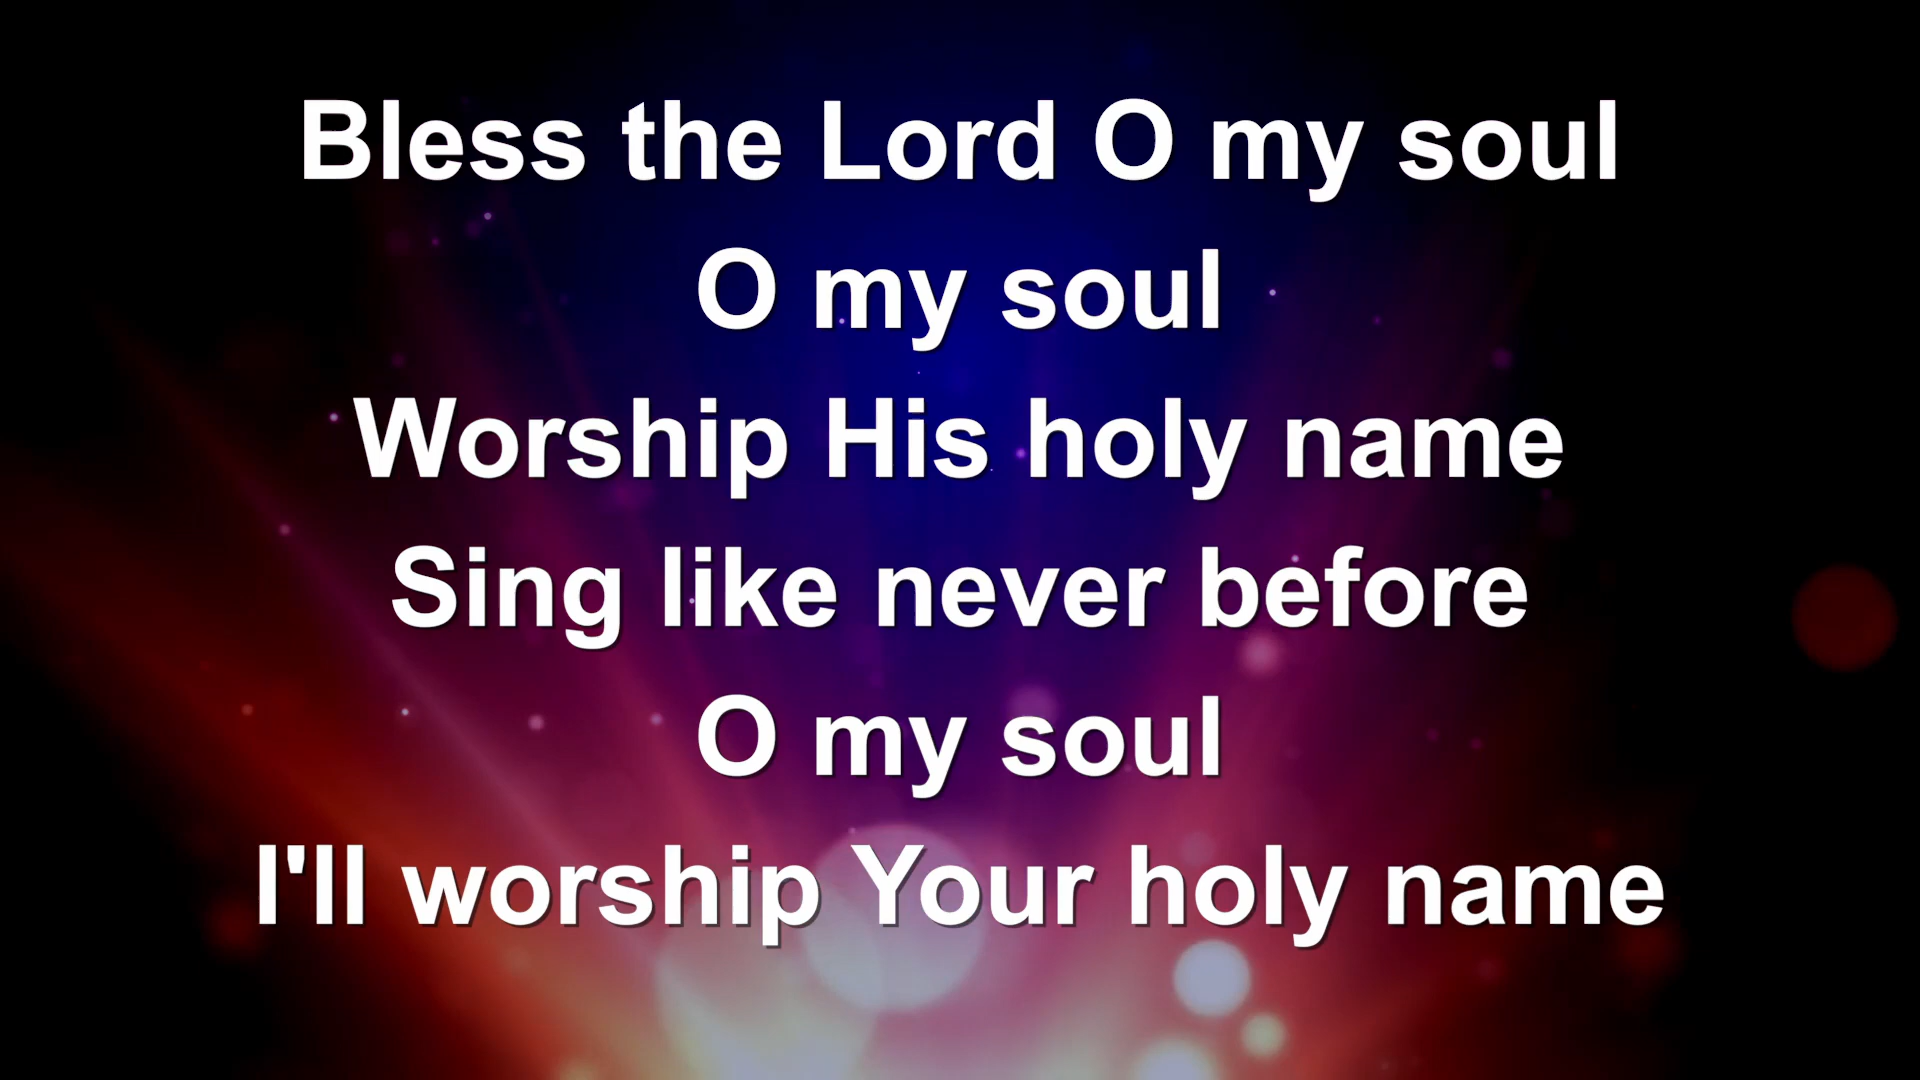 Bless the Lord O my soul
O my soul
Worship His holy name
Sing like never before
O my soul
I'll worship Your holy name